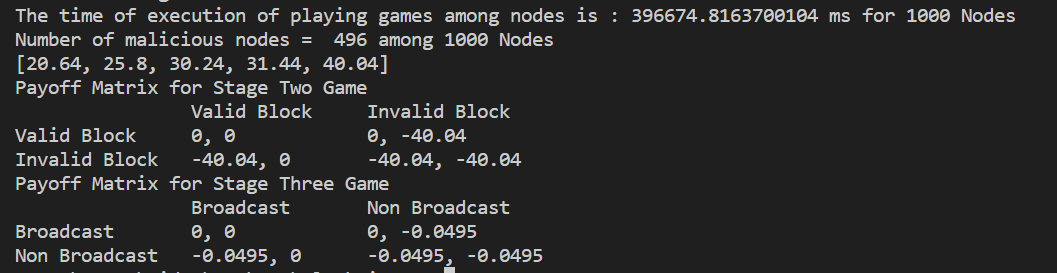 The time of execution of playing games among nodes is : 396674.8163700104 ms for 1000 Nodes
Number of malicious nodes =  496 among 1000 Nodes
[20.64, 25.8, 30.24, 31.44, 40.04]
Payoff Matrix for Stage Two Game
Valid Block     Invalid Block
Valid Block     0, 0            0, -40.04
Invalid Block   -40.04, 0       -40.04, -40.04
Payoff Matrix for Stage Three Game
Broadcast       Non Broadcast
Broadcast       0, 0            0, -0.0495
Non Broadcast   -0.0495, 0      -0.0495, -0.0495